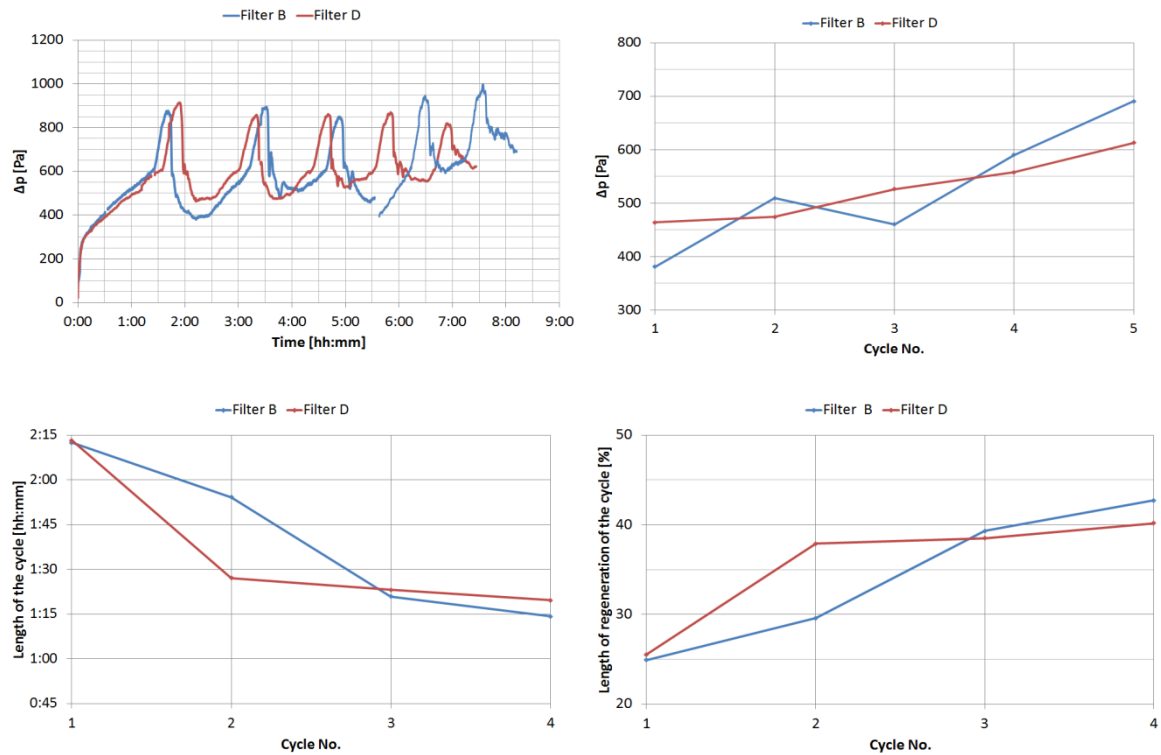 Filter B Filter D
1200
1000
800
600
400
200
0
Δp [Pa]
0:00 1:00 2:00 3:00 4:00 5:00 6:00 7:00 8:00 9:00
Time [hh:mm]
Filter B Filter D
800
700
600
500
400
300
Δp [Pa]
1 2 3 4 5
Cycle No.
Filter B Filter D
2:15
2:00
1:45
1:30
1:15
1:00
0:45
Length of the cycle [hh:mm]
1 2 3 4
Cycle No.
Filter B Filter D
50
40
30
20
Length of regeneration of the cycle [%]
1 2 3 4
Cycle No.